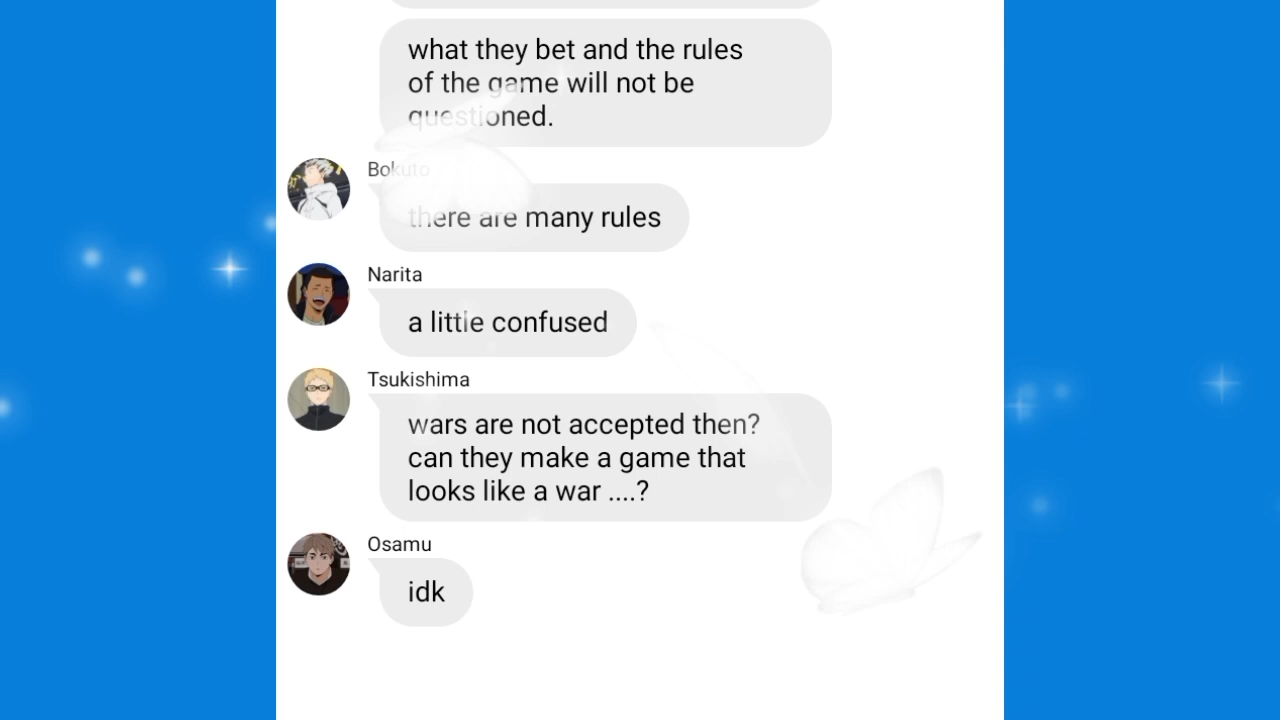 what they bet and the rules
of the game will not be
questioned.
Bokuto
there are many rules
Narita
a little confused
Tsukishima
wars are not accepted then?
can they make a game that
looks like a war ....?
Osamu
idk